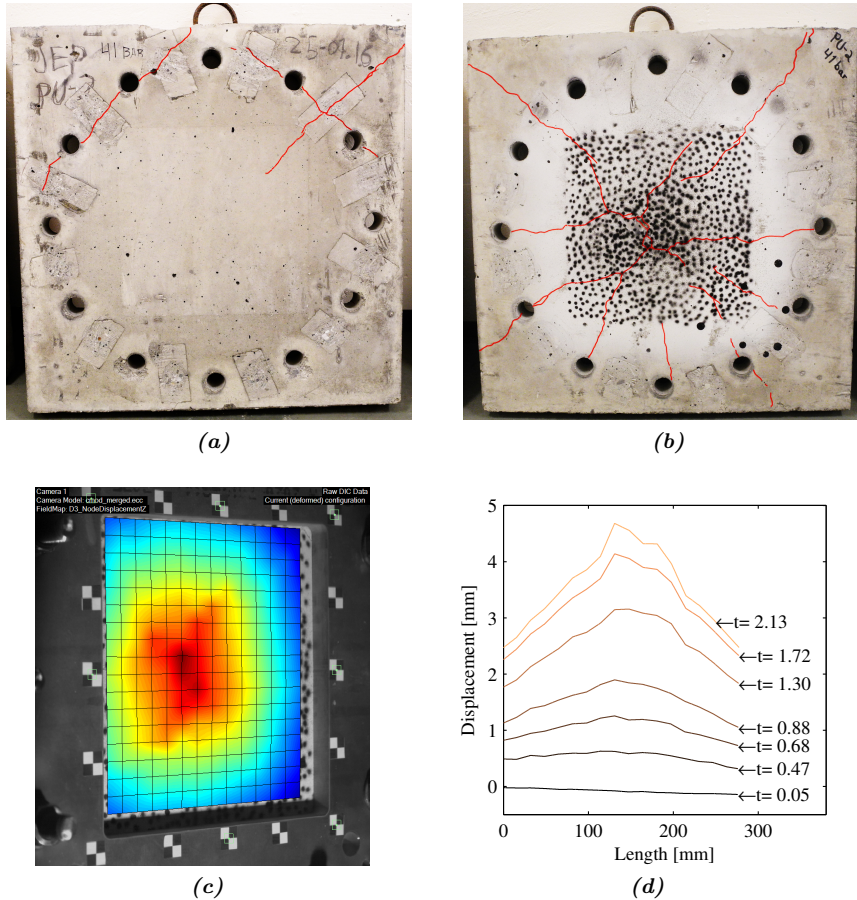 JEP 41 BAR 25-01.16
PU-
(a)
PU-2
41 bar
(b)
Camera 1
Raw DIC Data
Camera Model: izmod_merged.ecc
Current (deformed) configuration
FieldMap: D3_NodeDisplacementZ
(c)
5
4
3
2
1
0
Displacement [mm]
←t= 2.13
←t= 1.72
←t= 1.30
←t= 0.88
←t= 0.68
←t= 0.47
←t= 0.05
0 100 200 300
Length [mm]
(d)